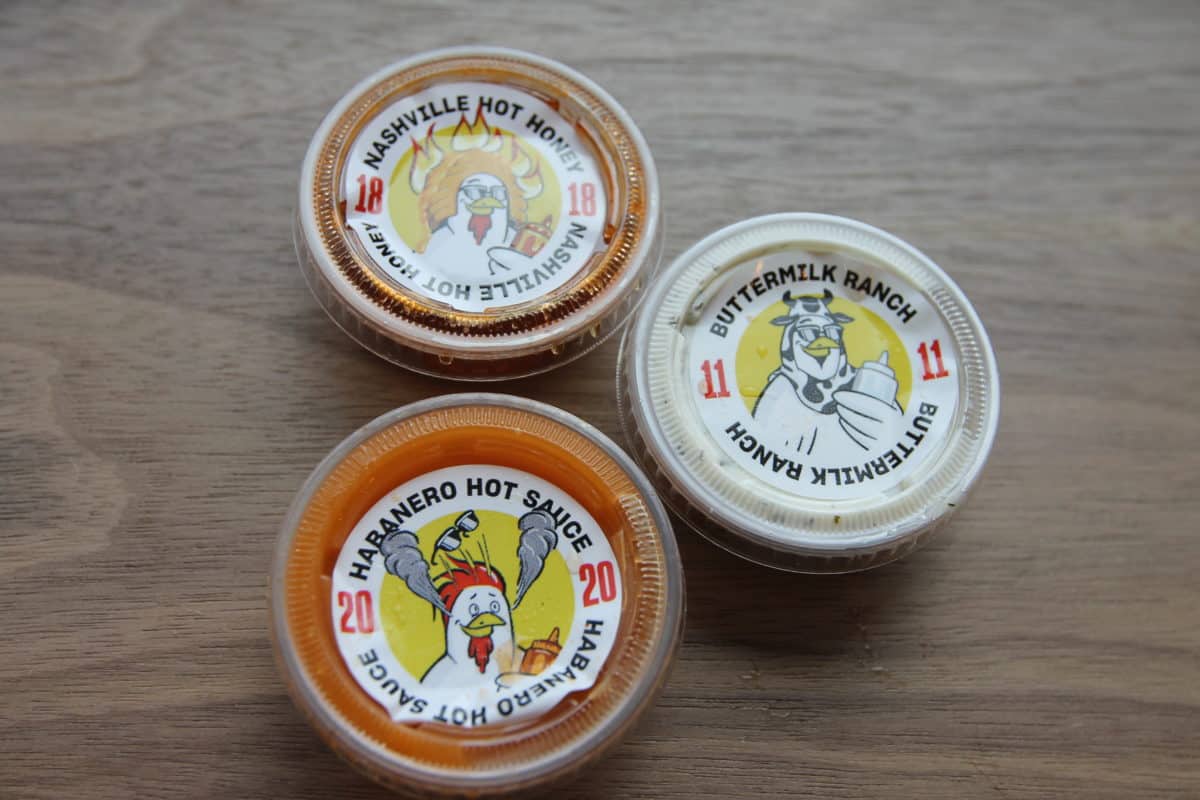 NASHVILLE HOT HONEY
18
18
NASHVILLE HOT HONEY
BUTTERMILK RANCH
11
11
BUTTERMILK RANCH
HABANERO HOT SAUCE
20
20
HABANERO HOT SAUCE